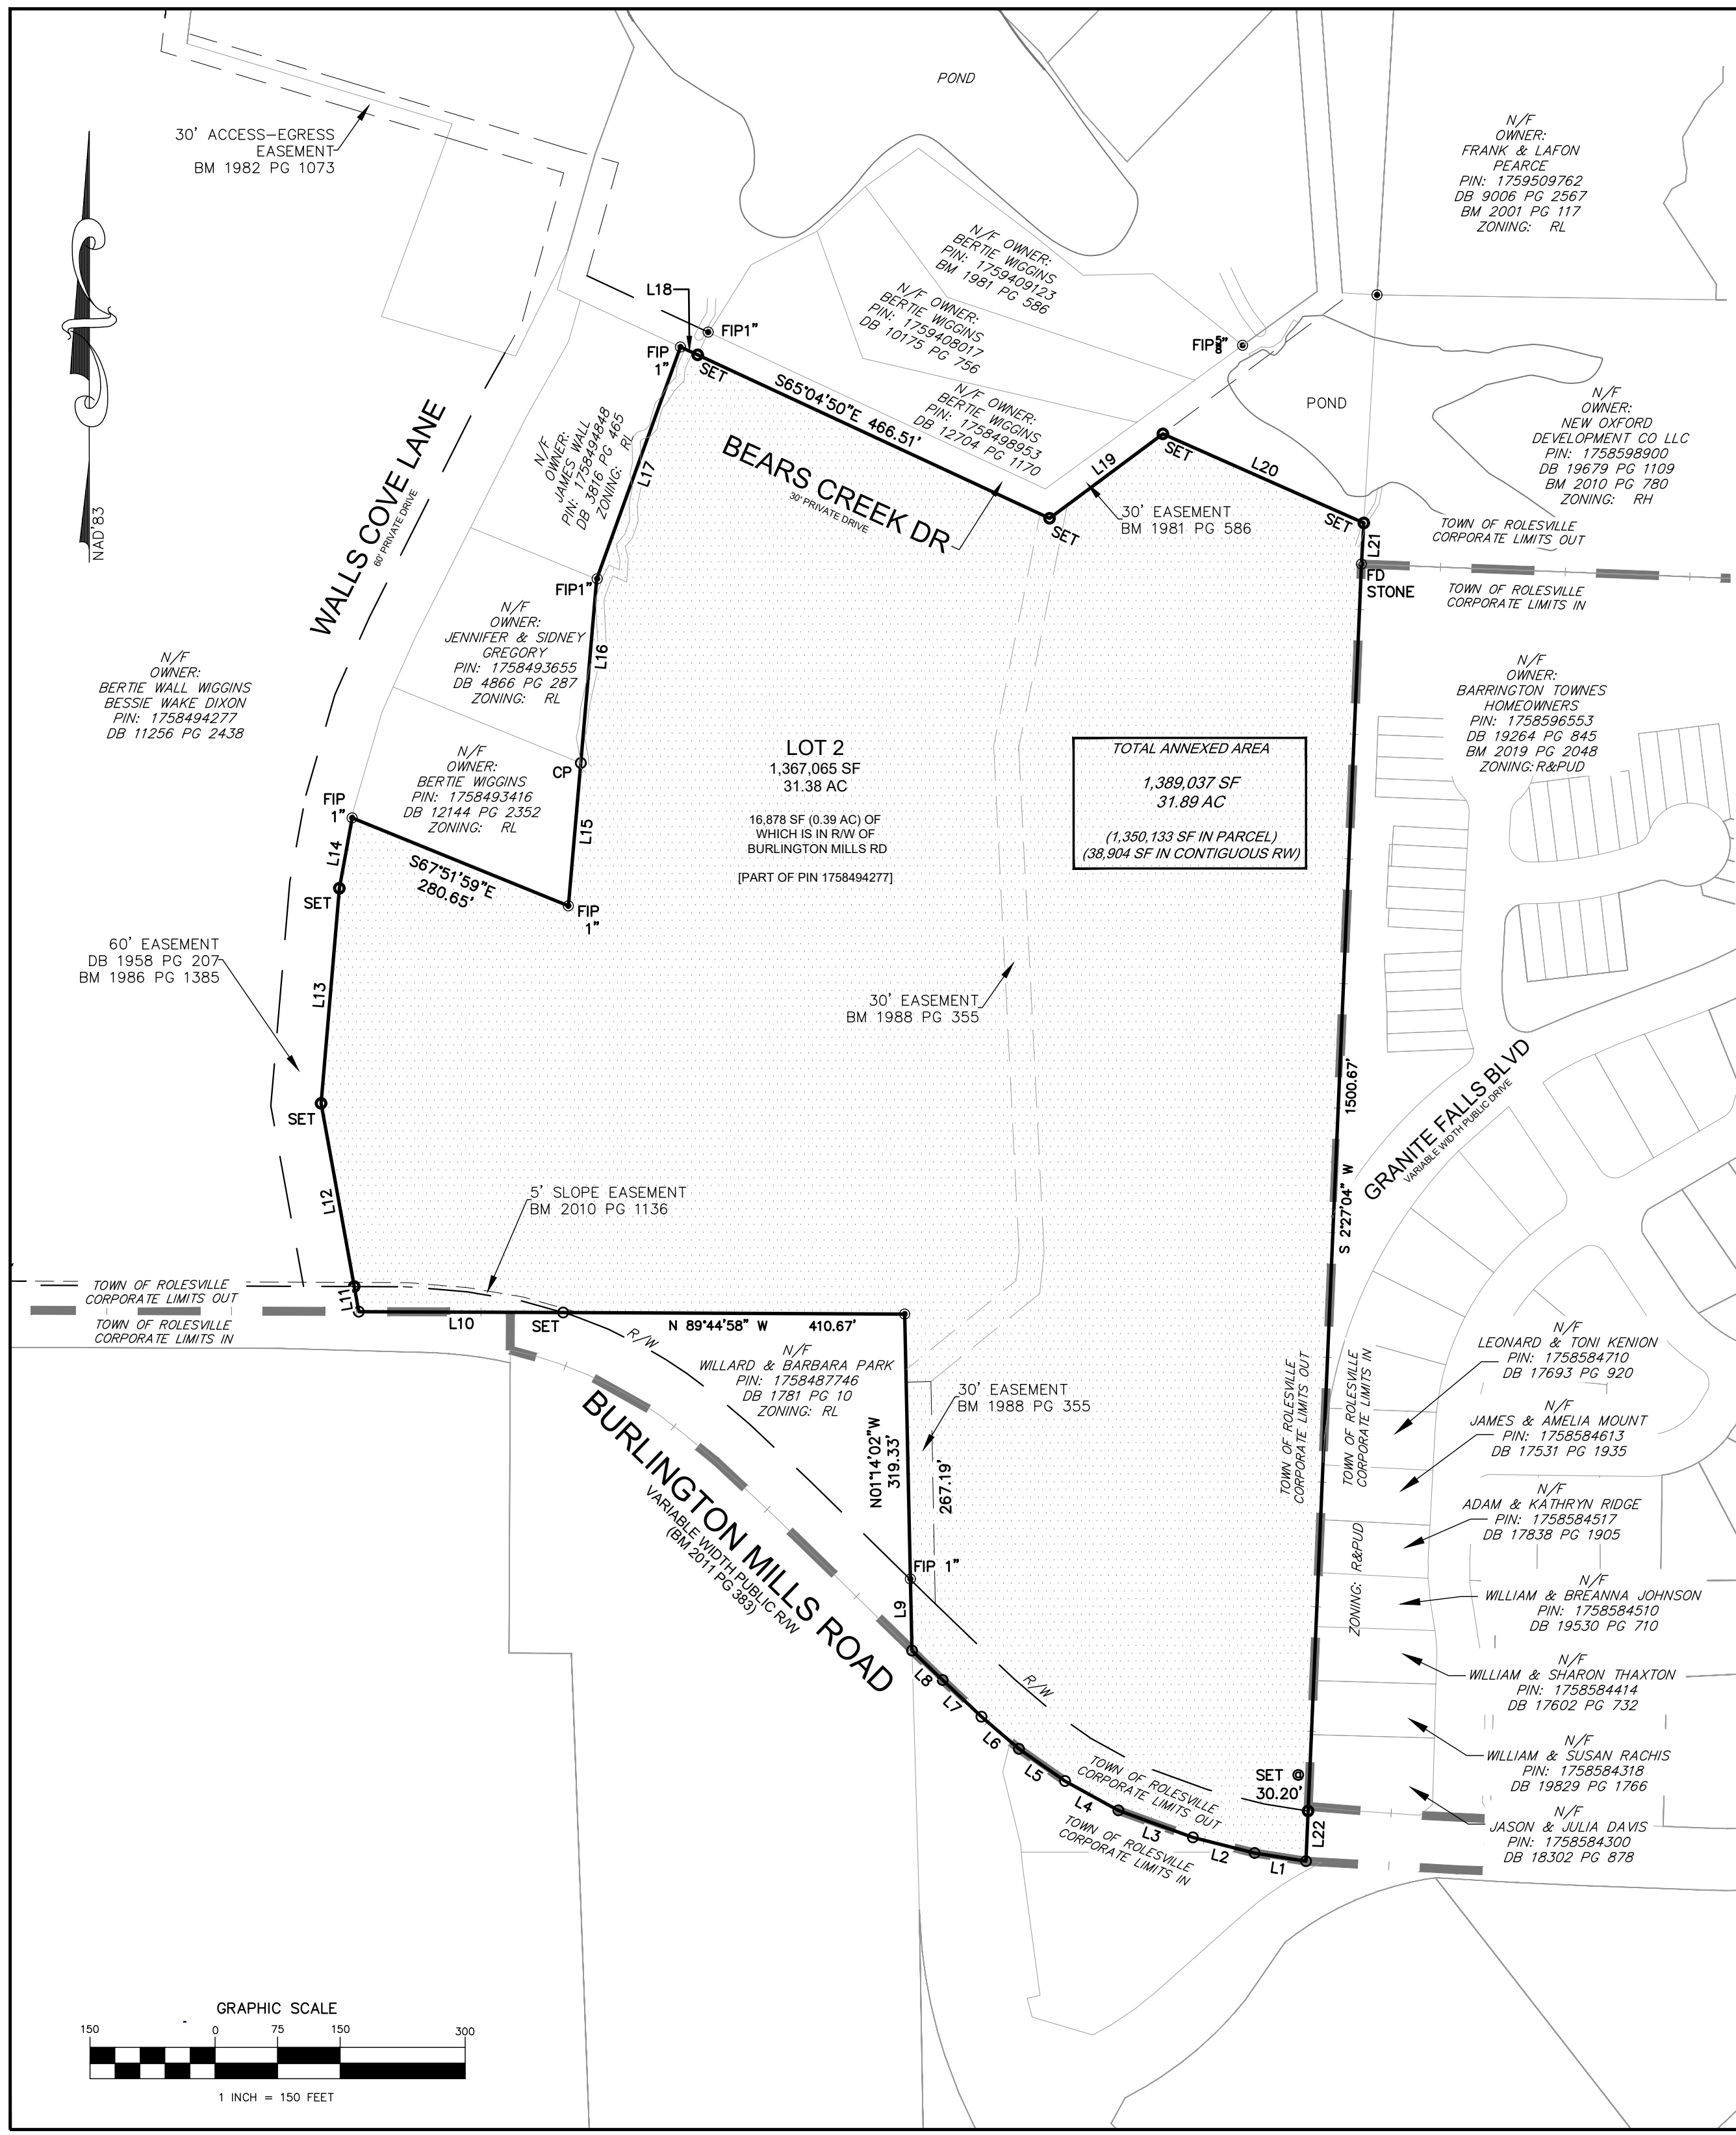 POND
30' ACCESS-EGRESS
EASEMENT
BM 1982 PG 1073
N/F
OWNER:
FRANK & LAFON
PEARCE
PIN: 1759509762
DB 9006 PG 2567
BM 2001 PG 117
ZONING: RL
NAD'83
N/F OWNER:
BERTIE WIGGINS
PIN: 1759409123
BM 1981 PG 586
N/F OWNER:
BERTIE WIGGINS
PIN: 1759408017
DB 10175 PG 756
N/F OWNER:
BERTIE WIGGINS
PIN: 1758498953
DB 12704 PG 1170
L18
FIP1"
FIP
1"
SET
FIP5/8"
S65°04'50"E 466.51'
BEARS CREEK DR
30' PRIVATE DRIVE
L19
SET
L20
SET
SET
POND
30' EASEMENT
BM 1981 PG 586
N/F
OWNER:
NEW OXFORD
DEVELOPMENT CO LLC
PIN: 1758598900
DB 19679 PG 1109
BM 2010 PG 780
ZONING: RH
TOWN OF ROLESVILLE
CORPORATE LIMITS OUT
L21
FD
STONE
TOWN OF ROLESVILLE
CORPORATE LIMITS IN
WALLS COVE LANE
60' PRIVATE DRIVE
N/F
OWNER:
JAMES WALL
PIN: 1758494848
DB 3816 PG 465
ZONING: RL
L17
FIP1"
N/F
OWNER:
JENNIFER & SIDNEY
GREGORY
PIN: 1758493655
DB 4866 PG 287
ZONING: RL
L16
N/F
OWNER:
BERTIE WALL WIGGINS
BESSIE WAKE DIXON
PIN: 1758494277
DB 11256 PG 2438
N/F
OWNER:
BARRINGTON TOWNES
HOMEOWNERS
PIN: 1758596553
DB 19264 PG 845
BM 2019 PG 2048
ZONING: R&PUD
N/F
OWNER:
BERTIE WIGGINS
PIN: 1758493416
DB 12144 PG 2352
ZONING: RL
CP
L15
LOT 2
1,367,065 SF
31.38 AC
16,878 SF (0.39 AC) OF
WHICH IS IN R/W OF
BURLINGTON MILLS RD
[PART OF PIN 1758494277]
TOTAL ANNEXED AREA
1,389,037 SF
31.89 AC
(1,350,133 SF IN PARCEL)
(38,904 SF IN CONTIGUOUS RW)
FIP
1"
L14
SET
S67°51'59"E
280.65'
FIP
1"
60' EASEMENT
DB 1958 PG 207
BM 1986 PG 1385
L13
SET
30' EASEMENT
BM 1988 PG 355
1500.67'
S 2°27'04" W
GRANITE FALLS BLVD
VARIABLE WIDTH PUBLIC DRIVE
L12
5' SLOPE EASEMENT
BM 2010 PG 1136
TOWN OF ROLESVILLE
CORPORATE LIMITS OUT
L11
TOWN OF ROLESVILLE
CORPORATE LIMITS IN
L10
SET
R/W
N 89°44'58" W 410.67'
N/F
WILLARD & BARBARA PARK
PIN: 1758487746
DB 1781 PG 10
ZONING: RL
30' EASEMENT
BM 1988 PG 355
N01°14'02"W
319.33'
267.19'
BURLINGTON MILLS ROAD
VARIABLE WIDTH PUBLIC R/W
(BM 2011 PG 383)
TOWN OF ROLESVILLE
CORPORATE LIMITS OUT
TOWN OF ROLESVILLE
CORPORATE LIMITS IN
ZONING: R&PUD
N/F
LEONARD & TONI KENION
PIN: 1758584710
DB 17693 PG 920
N/F
JAMES & AMELIA MOUNT
PIN: 1758584613
DB 17531 PG 1935
N/F
ADAM & KATHRYN RIDGE
PIN: 1758584517
DB 17838 PG 1905
N/F
WILLIAM & BREANNA JOHNSON
PIN: 1758584510
DB 19530 PG 710
N/F
WILLIAM & SHARON THAXTON
PIN: 1758584414
DB 17602 PG 732
N/F
WILLIAM & SUSAN RACHIS
PIN: 1758584318
DB 19829 PG 1766
N/F
JASON & JULIA DAVIS
PIN: 1758584300
DB 18302 PG 878
FIP 1"
L9
L8
L7
R/W
L6
L5
L4
L3
L2
L1
TOWN OF ROLESVILLE
CORPORATE LIMITS OUT
TOWN OF ROLESVILLE
CORPORATE LIMITS IN
SET @
30.20'
L22
GRAPHIC SCALE
150 0 75 150 300
1 INCH = 150 FEET